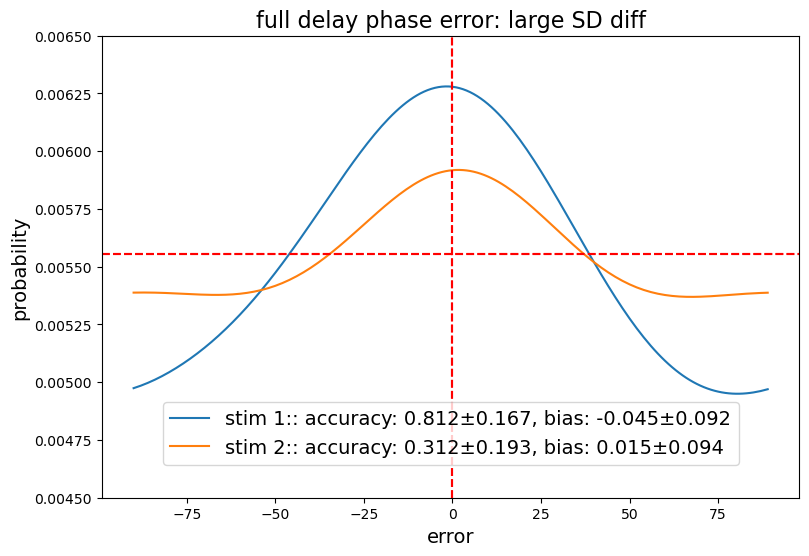 full delay phase error: large SD diff
probability
0.00650
0.00625
0.00600
0.00575
0.00550
0.00525
0.00500
0.00475
0.00450
stim 1:: accuracy: 0.812±0.167, bias: -0.045±0.092
stim 2:: accuracy: 0.312±0.193, bias: 0.015±0.094
−75 −50 −25 0 25 50 75
error